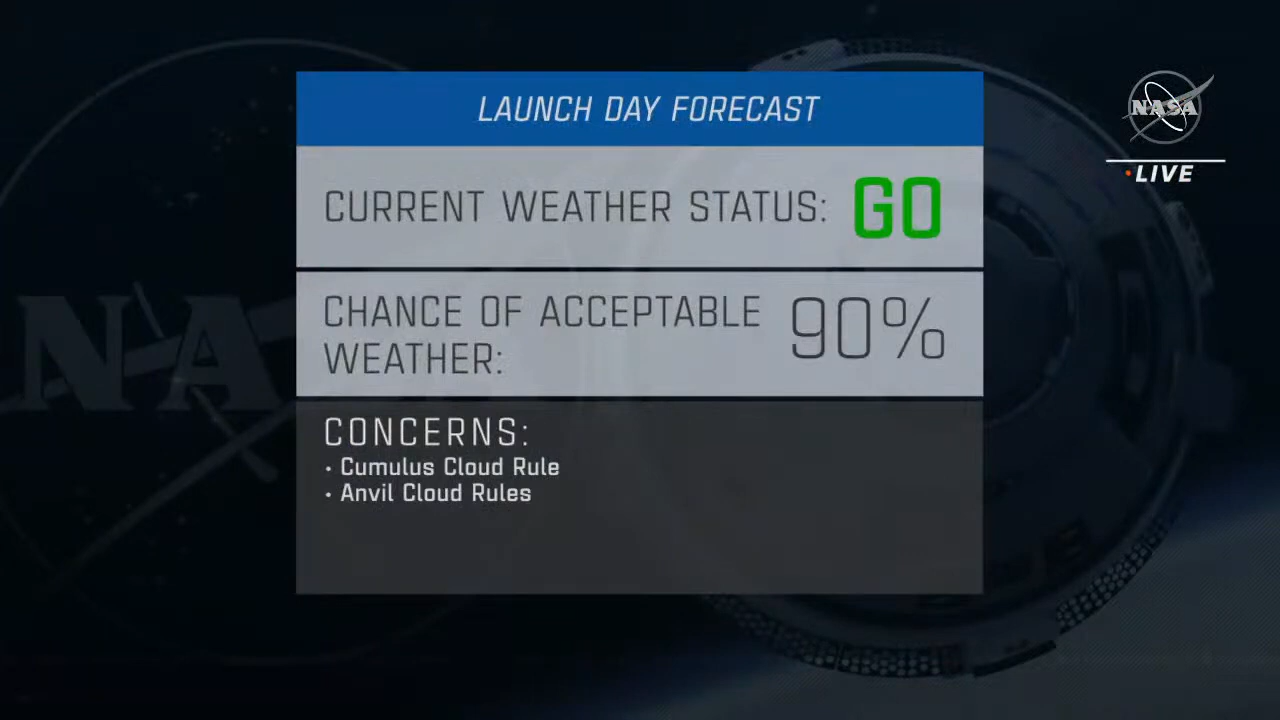 LAUNCH DAY FORECAST
NASA
LIVE
CURRENT WEATHER STATUS: GO
CHANCE OF ACCEPTABLE
WEATHER: 90%
CONCERNS:
• Cumulus Cloud Rule
• Anvil Cloud Rules
NASA